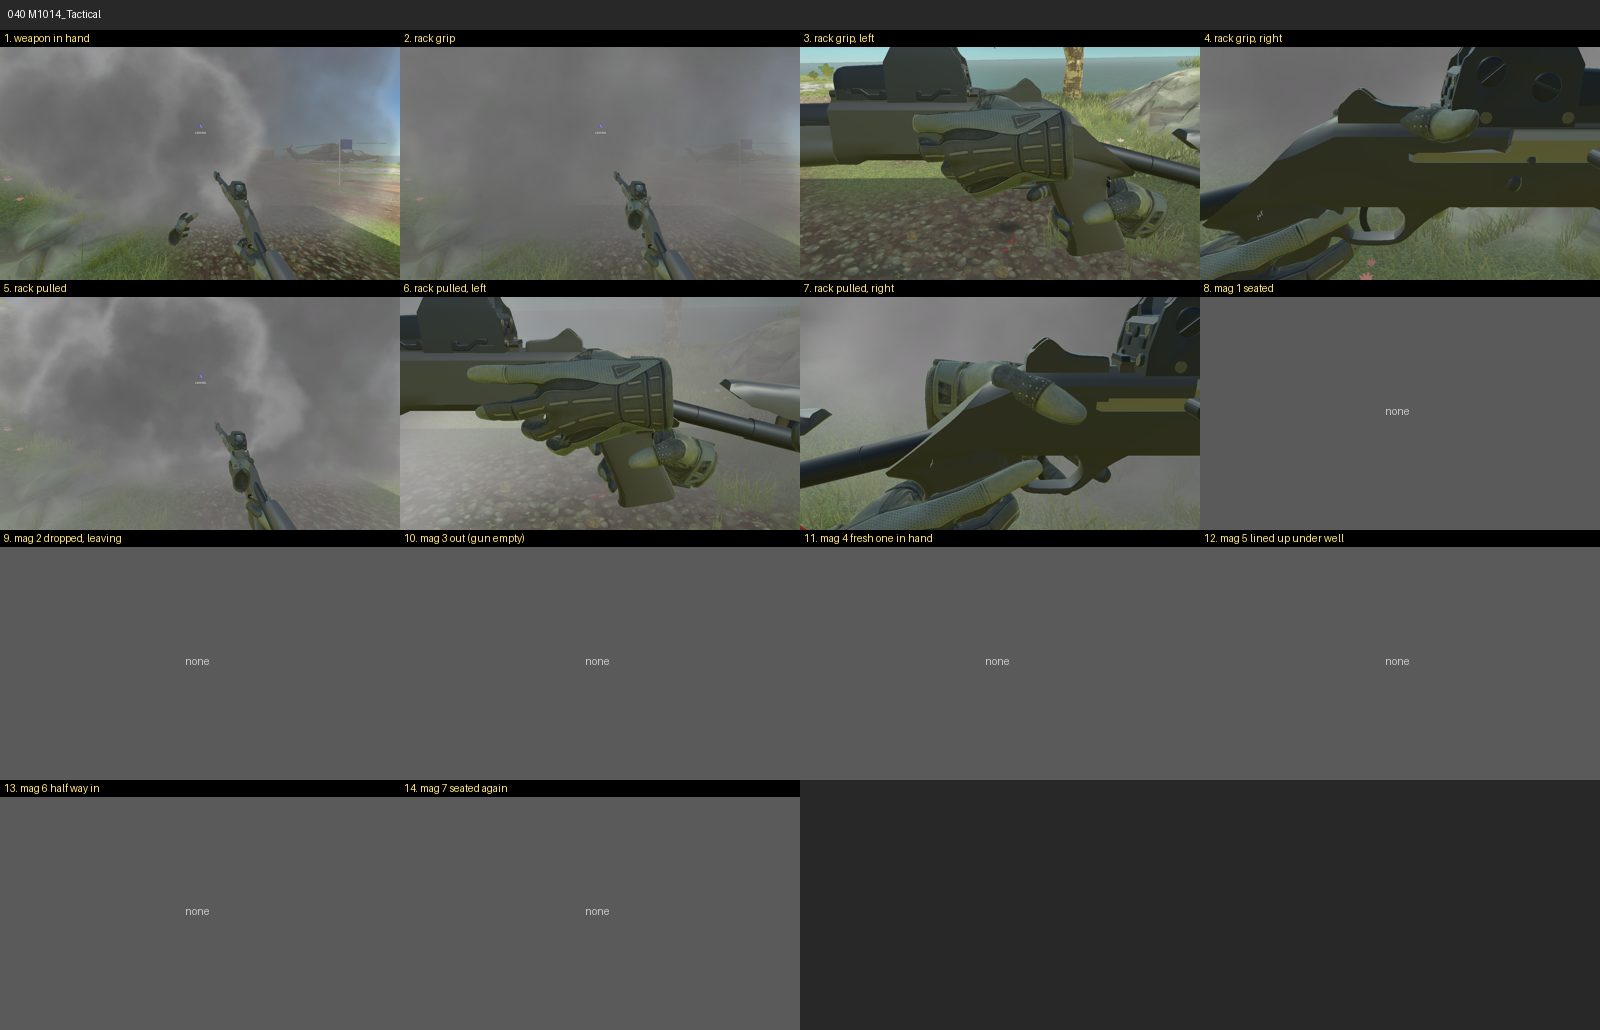 040 M1014_Tactical
1. weapon in hand
2. rack grip
3. rack grip, left
4. rack grip, right
5. rack pulled
6. rack pulled, left
7. rack pulled, right
8. mag 1 seated
none
9. mag 2 dropped, leaving
10. mag 3 out (gun empty)
11. mag 4 fresh one in hand
12. mag 5 lined up under well
none
none
none
none
13. mag 6 half way in
14. mag 7 seated again
none
none